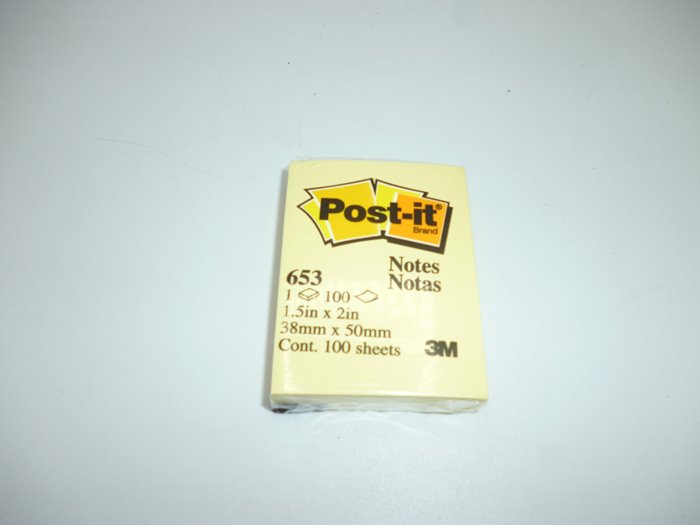 Post-it®
Brand
Notes
653 Notas
1 100
1.5in x 2in
38mm x 50mm
Cont. 100 sheets 3M